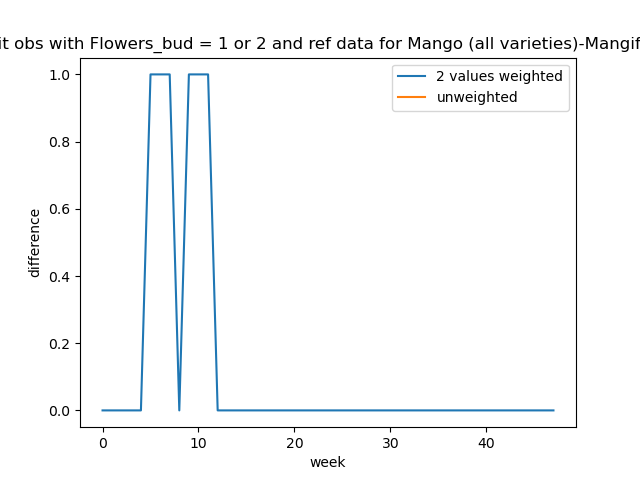 it obs with Flowers_bud = 1 or 2 and ref data for Mango (all varieties)-Mangif
2 values weighted
unweighted
1.0
0.8
0.6
0.4
0.2
0.0
difference
0 10 20 30 40
week